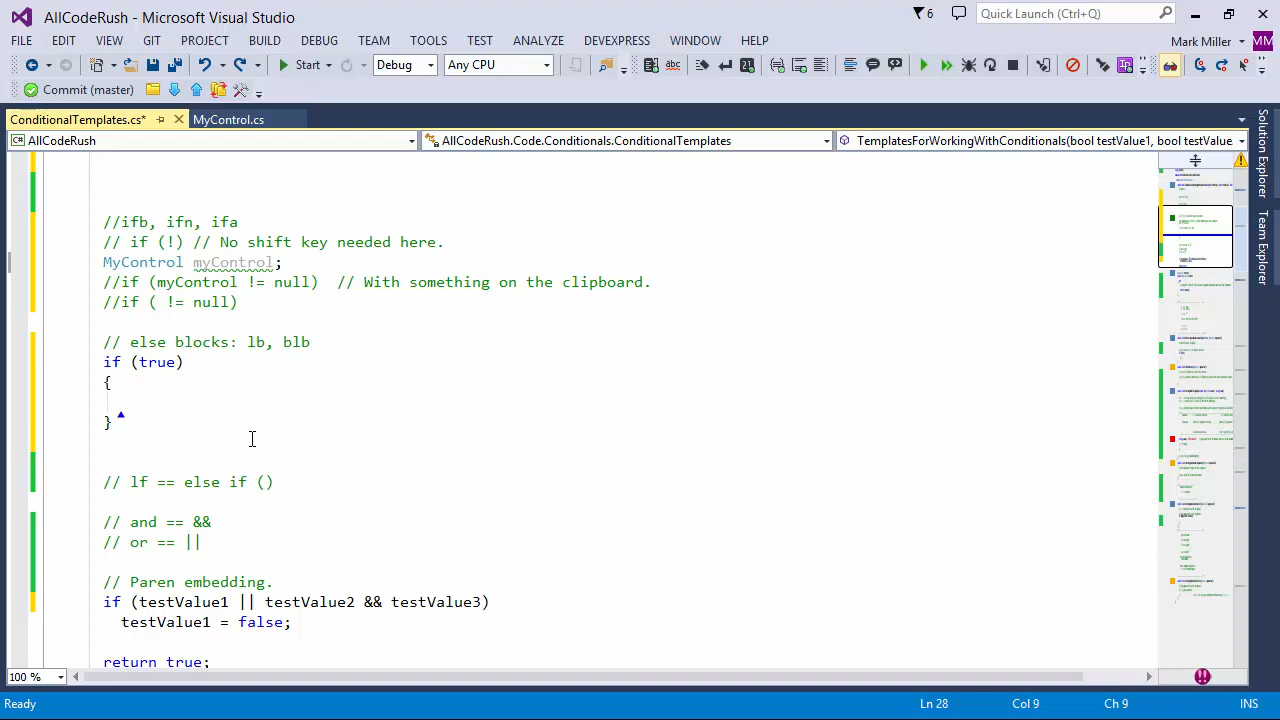 AllCodeRush - Microsoft Visual Studio
6
Quick Launch (Ctrl+Q)
FILE EDIT VIEW GIT PROJECT BUILD DEBUG TEAM TOOLS TEST ANALYZE DEVEXPRESS WINDOW HELP
Mark Miller MM
Start Debug Any CPU abc 21
Commit (master)
ConditionalTemplates.cs* MyControl.cs
C# AllCodeRush AllCodeRush.Code.Conditionals.ConditionalTemplates TemplatesForWorkingWithConditionals(bool testValue1, bool testValue
Solution Explorer
Team Explorer
//ifb, ifn, ifa
// if (!) // No shift key needed here.
MyControl myControl;
//if (myControl != null)  // With something on the clipboard.
//if ( != null)
// else blocks: lb, blb
if (true)
{
}
// lf == else if ()
// and == &&
// or == ||
// Paren embedding.
if (testValue1 || testValue2 && testValue3)
testValue1 = false;
return true;
100 %
Ready Ln 28 Col 9 Ch 9 INS